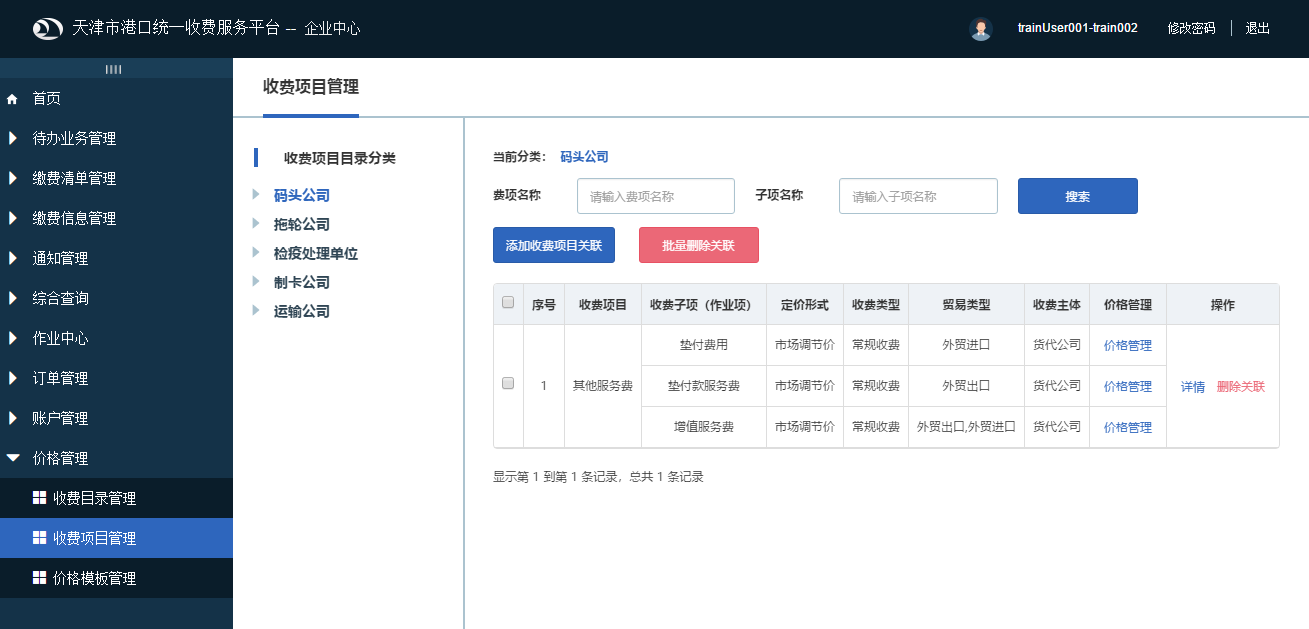 天津市港口统一收费服务平台 -- 企业中心
trainUser001-train002 修改密码 退出
首页
待办业务管理
缴费清单管理
缴费信息管理
通知管理
综合查询
作业中心
订单管理
账户管理
价格管理
收费目录管理
收费项目管理
价格模板管理
收费项目管理
收费项目目录分类
码头公司
拖轮公司
检疫处理单位
制卡公司
运输公司
当前分类： 码头公司
费项名称 请输入费项名称 子项名称 请输入子项名称 搜索
添加收费项目关联 批量删除关联
序号 收费项目 收费子项（作业项） 定价形式 收费类型 贸易类型 收费主体 价格管理 操作
垫付费用 市场调节价 常规收费 外贸进口 货代公司 价格管理
1 其他服务费 垫付款服务费 市场调节价 常规收费 外贸出口 货代公司 价格管理 详情 删除关联
增值服务费 市场调节价 常规收费 外贸出口,外贸进口 货代公司 价格管理
显示第 1 到第 1 条记录，总共 1 条记录